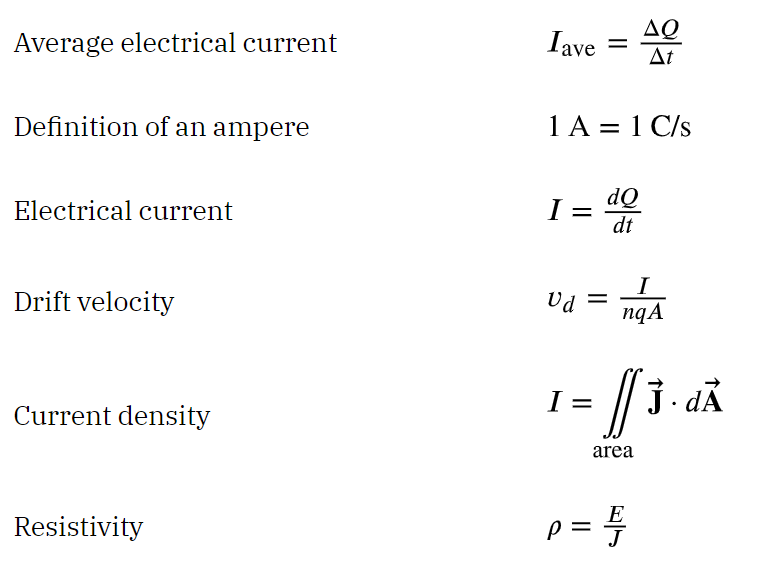 Average electrical current I_ave = ΔQ/Δt
Definition of an ampere 1 A = 1 C/s
Electrical current I = dQ/dt
Drift velocity v_d = I/nqA
Current density I = ∬_area J⃗ · dA⃗
Resistivity ρ = E/J